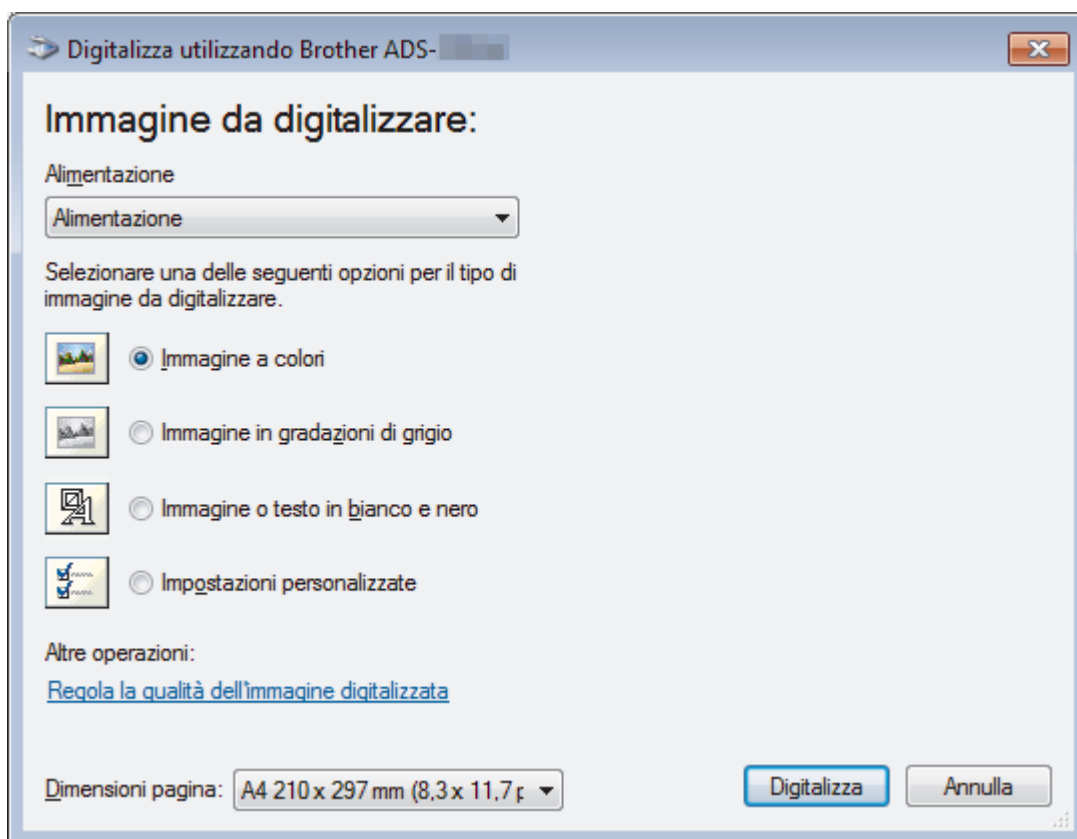 Digitalizza utilizzando Brother ADS-
Immagine da digitalizzare:
Alimentazione
Alimentazione
Selezionare una delle seguenti opzioni per il tipo di
immagine da digitalizzare.
Immagine a colori
Immagine in gradazioni di grigio
Immagine o testo in bianco e nero
Impostazioni personalizzate
Altre operazioni:
Regola la qualità dell'immagine digitalizzata
Dimensioni pagina: A4 210 x 297 mm (8,3 x 11,7 p
Digitalizza Annulla